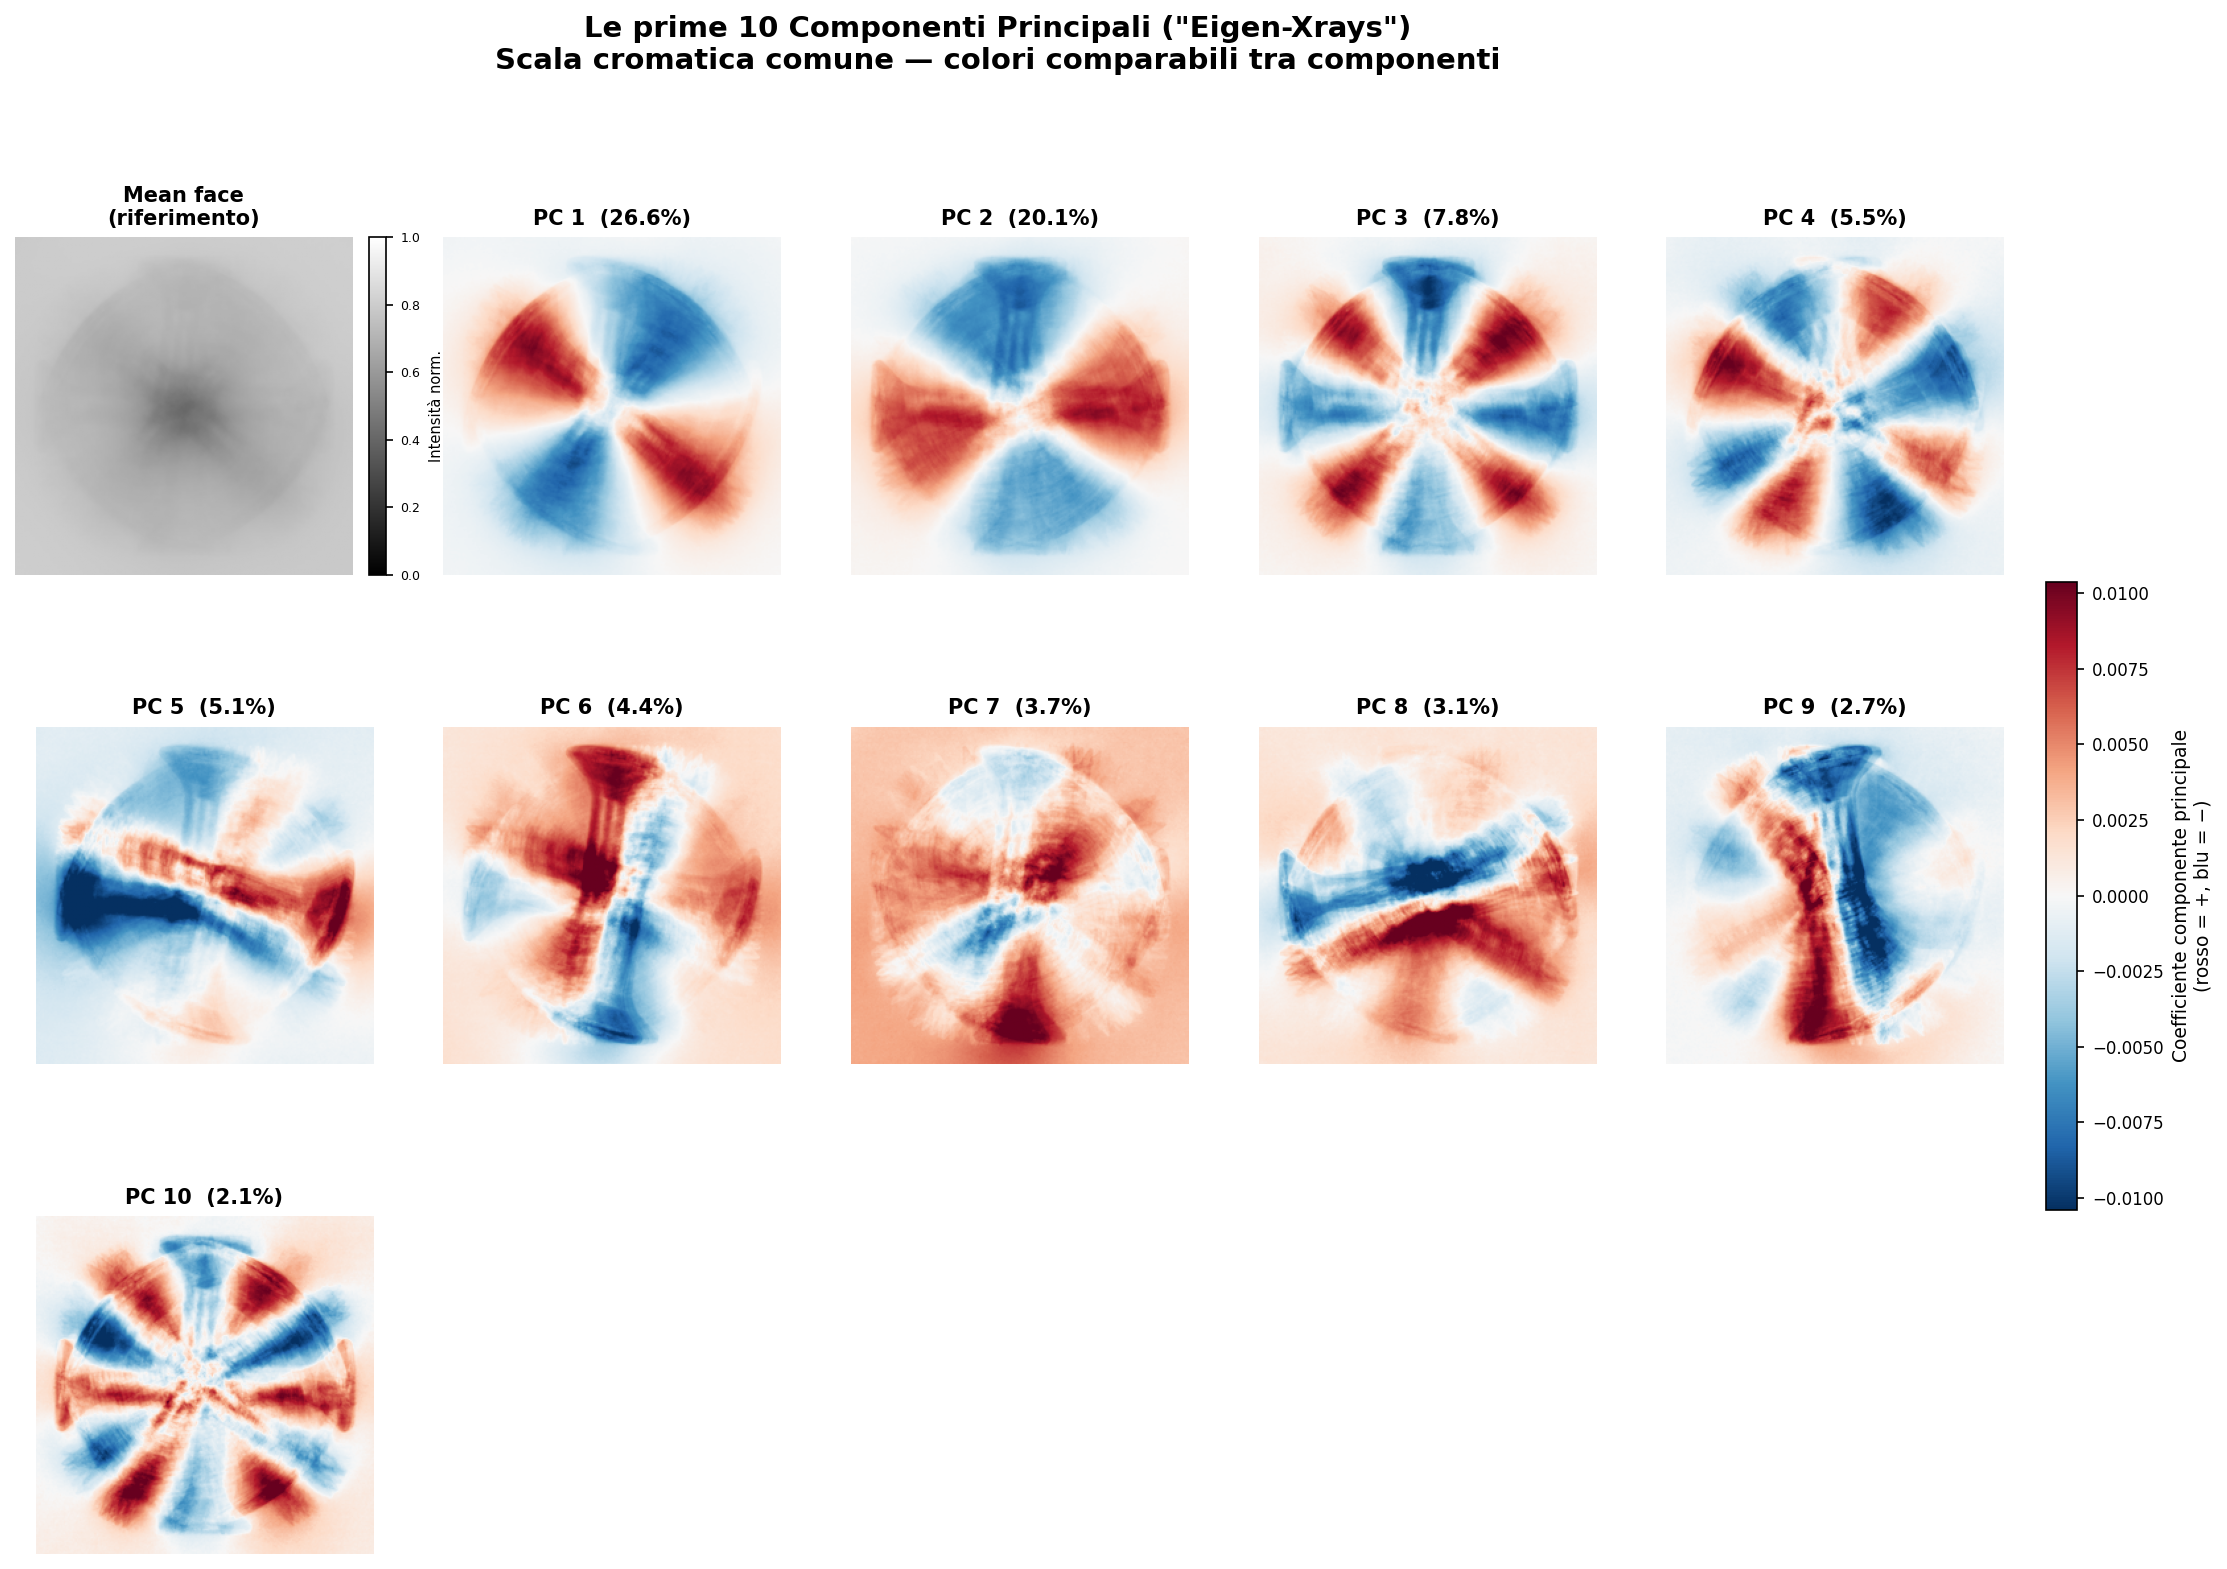 Le prime 10 Componenti Principali ("Eigen-Xrays")
Scala cromatica comune — colori comparabili tra componenti
Mean face
(riferimento)
1.0
0.8
0.6
0.4
0.2
0.0
Intensità norm.
PC 1  (26.6%)
PC 2  (20.1%)
PC 3  (7.8%)
PC 4  (5.5%)
PC 5  (5.1%)
PC 6  (4.4%)
PC 7  (3.7%)
PC 8  (3.1%)
PC 9  (2.7%)
0.0100
0.0075
0.0050
0.0025
0.0000
−0.0025
−0.0050
−0.0075
−0.0100
Coefficiente componente principale
(rosso = +, blu = −)
PC 10  (2.1%)